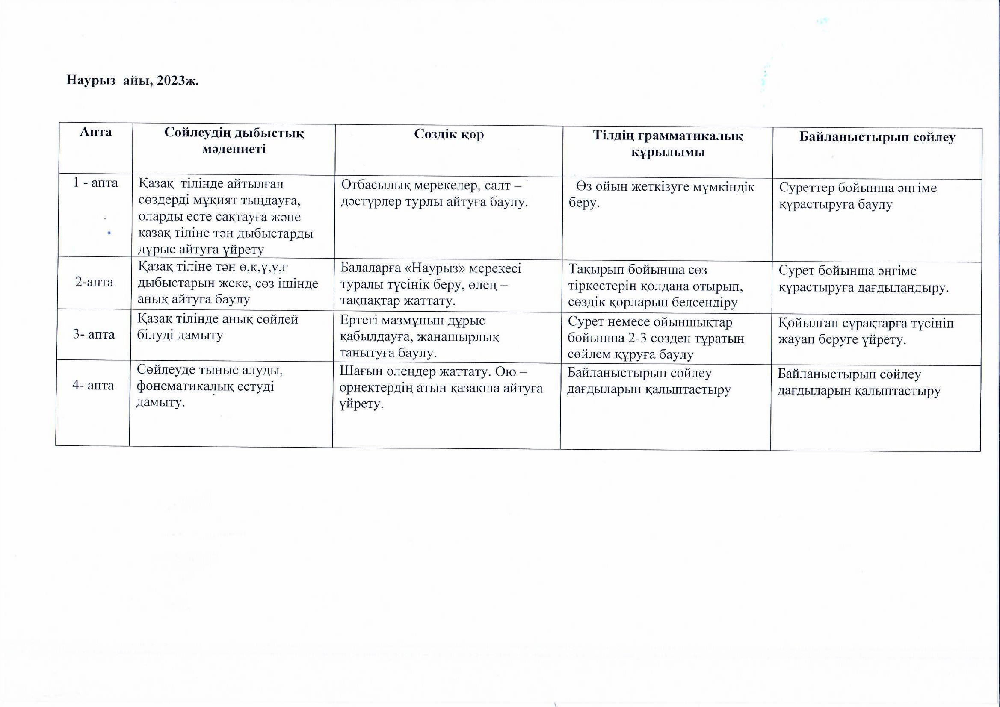 Наурыз айы, 2023ж.
Апта
Сөйлеудің дыбыстық
мәдениеті
Сөздік қор
Тілдің грамматикалық
құрылымы
Байланыстырып сөйлеу
1 - апта
Қазақ тілінде айтылған
сөздерді мұқият тыңдауға,
оларды есте сақтауға және
қазақ тіліне тән дыбыстарды
дұрыс айтуға үйрету
Отбасылық мерекелер, салт –
дәстүрлер турлы айтуға баулу.
Өз ойын жеткізуге мүмкіндік
беру.
Суреттер бойынша әңгіме
құрастыруға баулу
2-апта
Қазақ тіліне тән ө,қ,ү,ұ,ғ
дыбыстарын жеке, сөз ішінде
анық айтуға баулу
Балаларға «Наурыз» мерекесі
туралы түсінік беру, өлең –
тақпақтар жаттату.
Тақырып бойынша сөз
тіркестерін қолдана отырып,
сөздік қорларын белсендіру
Сурет бойынша әңгіме
құрастыруға дағдыландыру.
3- апта
Қазақ тілінде анық сөйлей
білуді дамыту
Ертегі мазмұнын дұрыс
қабылдауға, жанашырлық
танытуға баулу.
Сурет немесе ойыншықтар
бойынша 2-3 сөзден тұратын
сөйлем құруға баулу
Қойылған сұрақтарға түсініп
жауап беруге үйрету.
4- апта
Сөйлеуде тыныс алуды,
фонематикалық естуді
дамыту.
Шағын өлеңдер жаттату. Ою –
өрнектердің атын қазақша айтуға
үйрету.
Байланыстырып сөйлеу
дағдыларын қалыптастыру
Байланыстырып сөйлеу
дағдыларын қалыптастыру